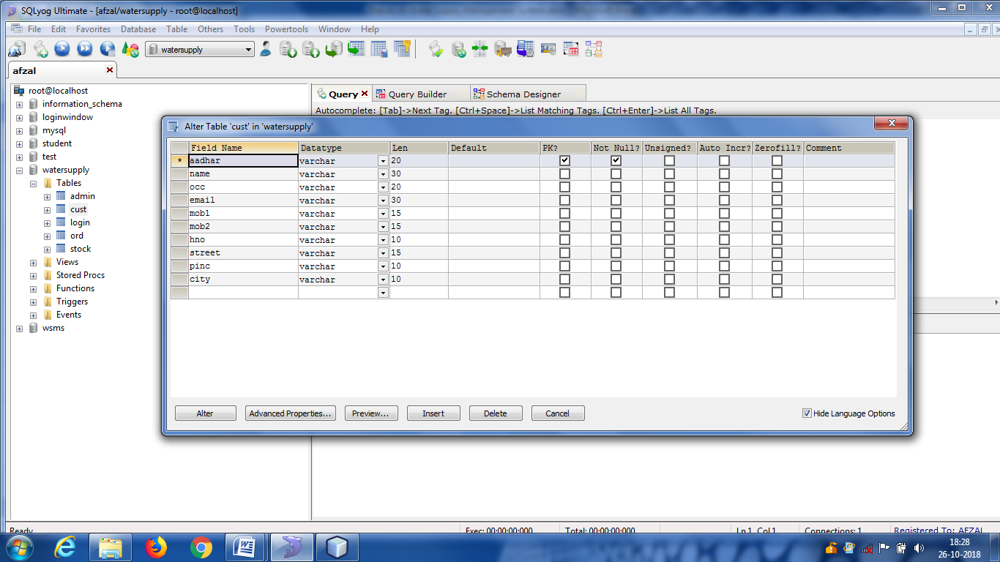 SQLyog Ultimate - [afzal/watersupply - root@localhost]
File Edit Favorites Database Table Others Tools Powertools Window Help
watersupply
afzal
root@localhost
information_schema
loginwindow
mysql
student
test
watersupply
Tables
admin
cust
login
ord
stock
Views
Stored Procs
Functions
Triggers
Events
wsms
Query Query Builder Schema Designer
Autocomplete: [Tab]->Next Tag. [Ctrl+Space]->List Matching Tags. [Ctrl+Enter]->List All Tags.
Alter Table 'cust' in 'watersupply'
Field Name Datatype Len Default PK? Not Null? Unsigned? Auto Incr? Zerofill? Comment
* aadhar varchar 20
name varchar 30
occ varchar 20
email varchar 30
mob1 varchar 15
mob2 varchar 15
hno varchar 10
street varchar 15
pinc varchar 10
city varchar 10
Alter Advanced Properties... Preview... Insert Delete Cancel Hide Language Options
Ready Exec: 00:00:00:000 Total: 00:00:00:000 Ln 1, Col 1 Connections: 1 Registered To: AFZAL
18:28
26-10-2018